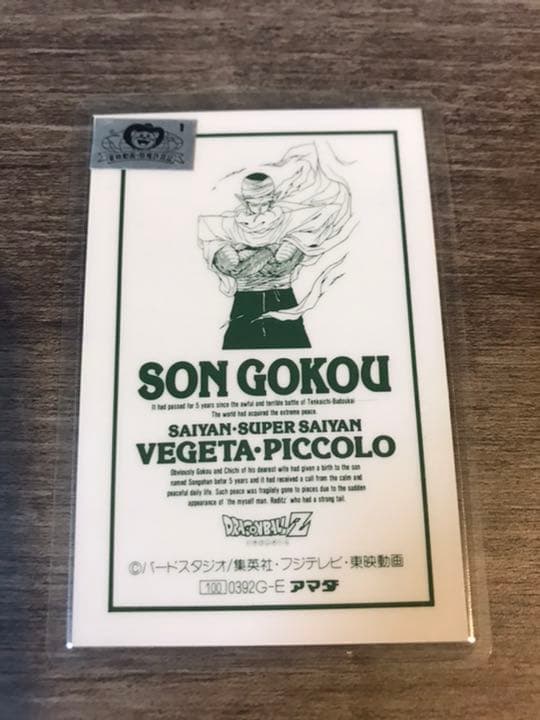 1
SON GOKOU
It had passed for 5 years since the awful and terrible battle of Tenkaichi-Budoukai
The world had acquired the extreme peace.
SAIYAN·SUPER SAIYAN
VEGETA·PICCOLO
Obviously Gokou and Chichi of his dearest wife had given a birth to the son
named Songohan befor 5 years and it had received a call from the calm and
peaceful daily life. Such peace was fragilely gone to pieces due to the sudden
appearance of 'the myself man. Raditz' who had a strong tail.
DRAGONBALL Z
©バードスタジオ/集英社・フジテレビ・東映動画
100 0392G-E アマダ